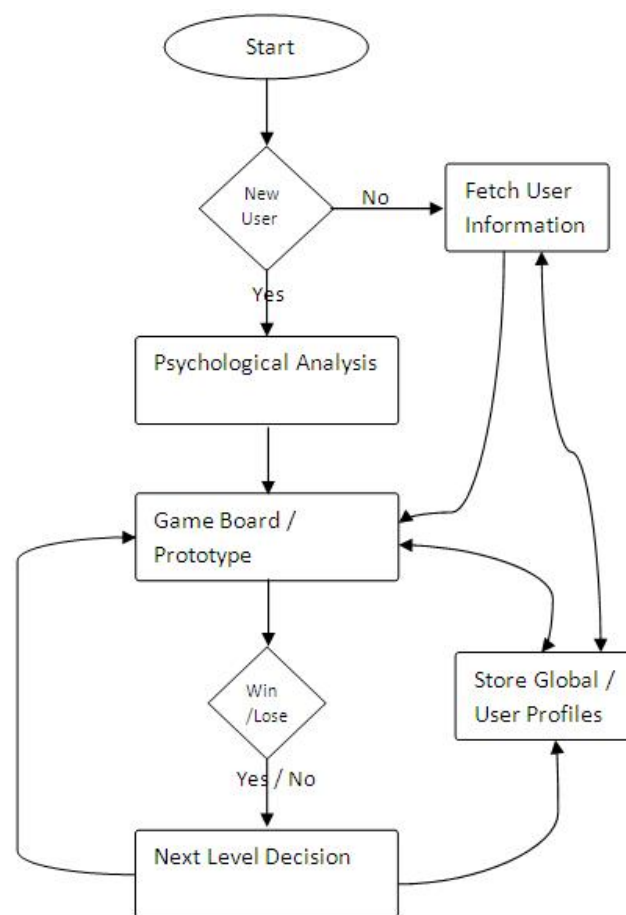 Start
New
User
No
Fetch User
Information
Yes
Psychological Analysis
Game Board /
Prototype
Win
/Lose
Store Global /
User Profiles
Yes / No
Next Level Decision